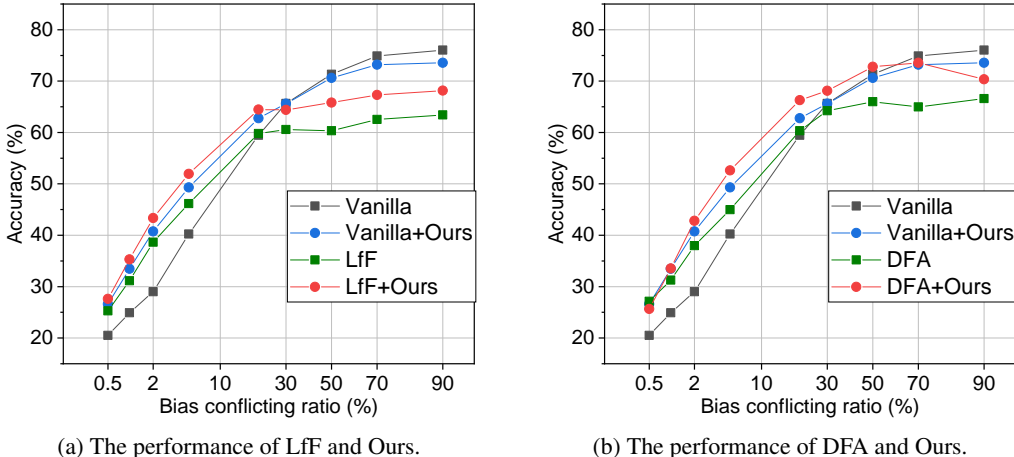 80
70
60
50
40
30
20
Accuracy (%)
Vanilla
Vanilla+Ours
LfF
LfF+Ours
0.5 2 10 30 50 70 90
Bias conflicting ratio (%)
(a) The performance of LfF and Ours.
80
70
60
50
40
30
20
Accuracy (%)
Vanilla
Vanilla+Ours
DFA
DFA+Ours
0.5 2 10 30 50 70 90
Bias conflicting ratio (%)
(b) The performance of DFA and Ours.